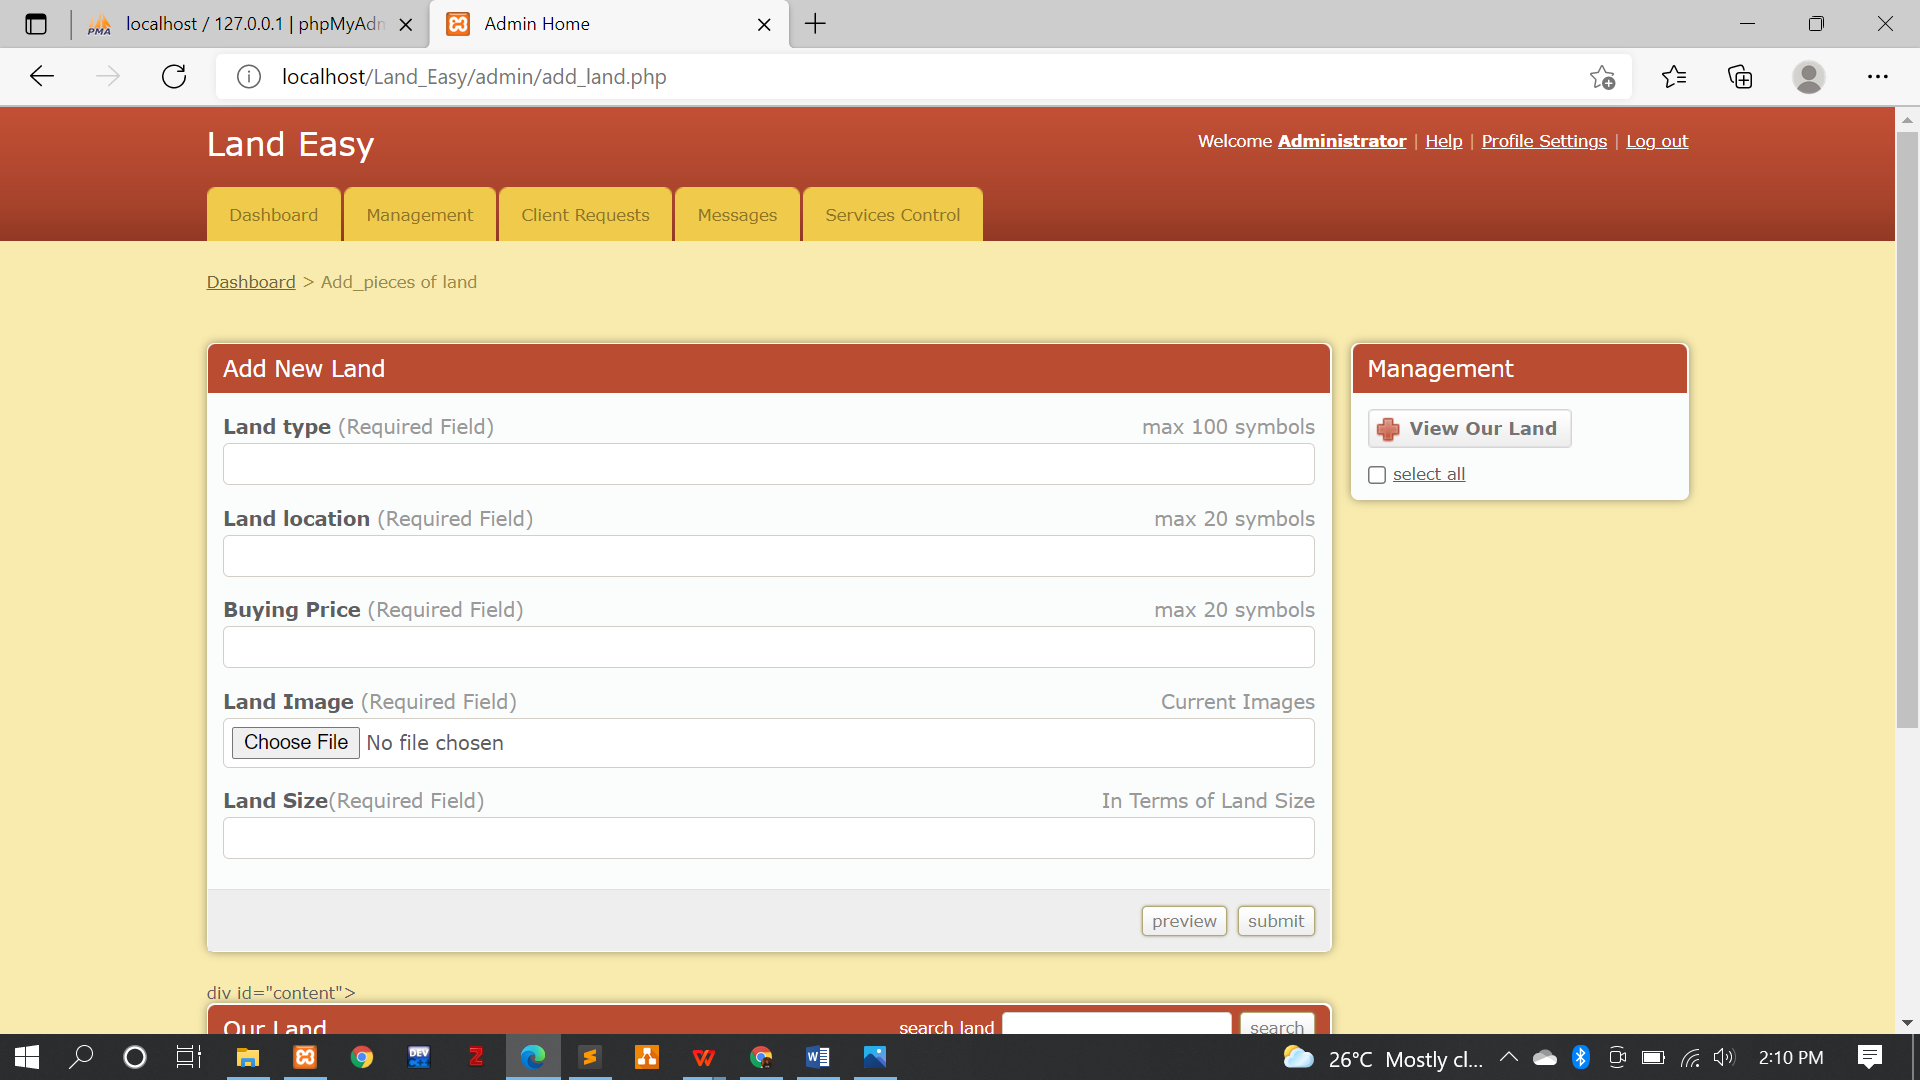 localhost / 127.0.0.1 | phpMyAdm
Admin Home
localhost/Land_Easy/admin/add_land.php
Land Easy
Welcome Administrator | Help | Profile Settings | Log out
Dashboard
Management
Client Requests
Messages
Services Control
Dashboard > Add_pieces of land
Add New Land
Land type (Required Field)
max 100 symbols
Land location (Required Field)
max 20 symbols
Buying Price (Required Field)
max 20 symbols
Land Image (Required Field)
Current Images
Choose File No file chosen
Land Size(Required Field)
In Terms of Land Size
preview
submit
Management
View Our Land
select all
div id="content">
Our Land
search land
search
26°C Mostly cl...
2:10 PM